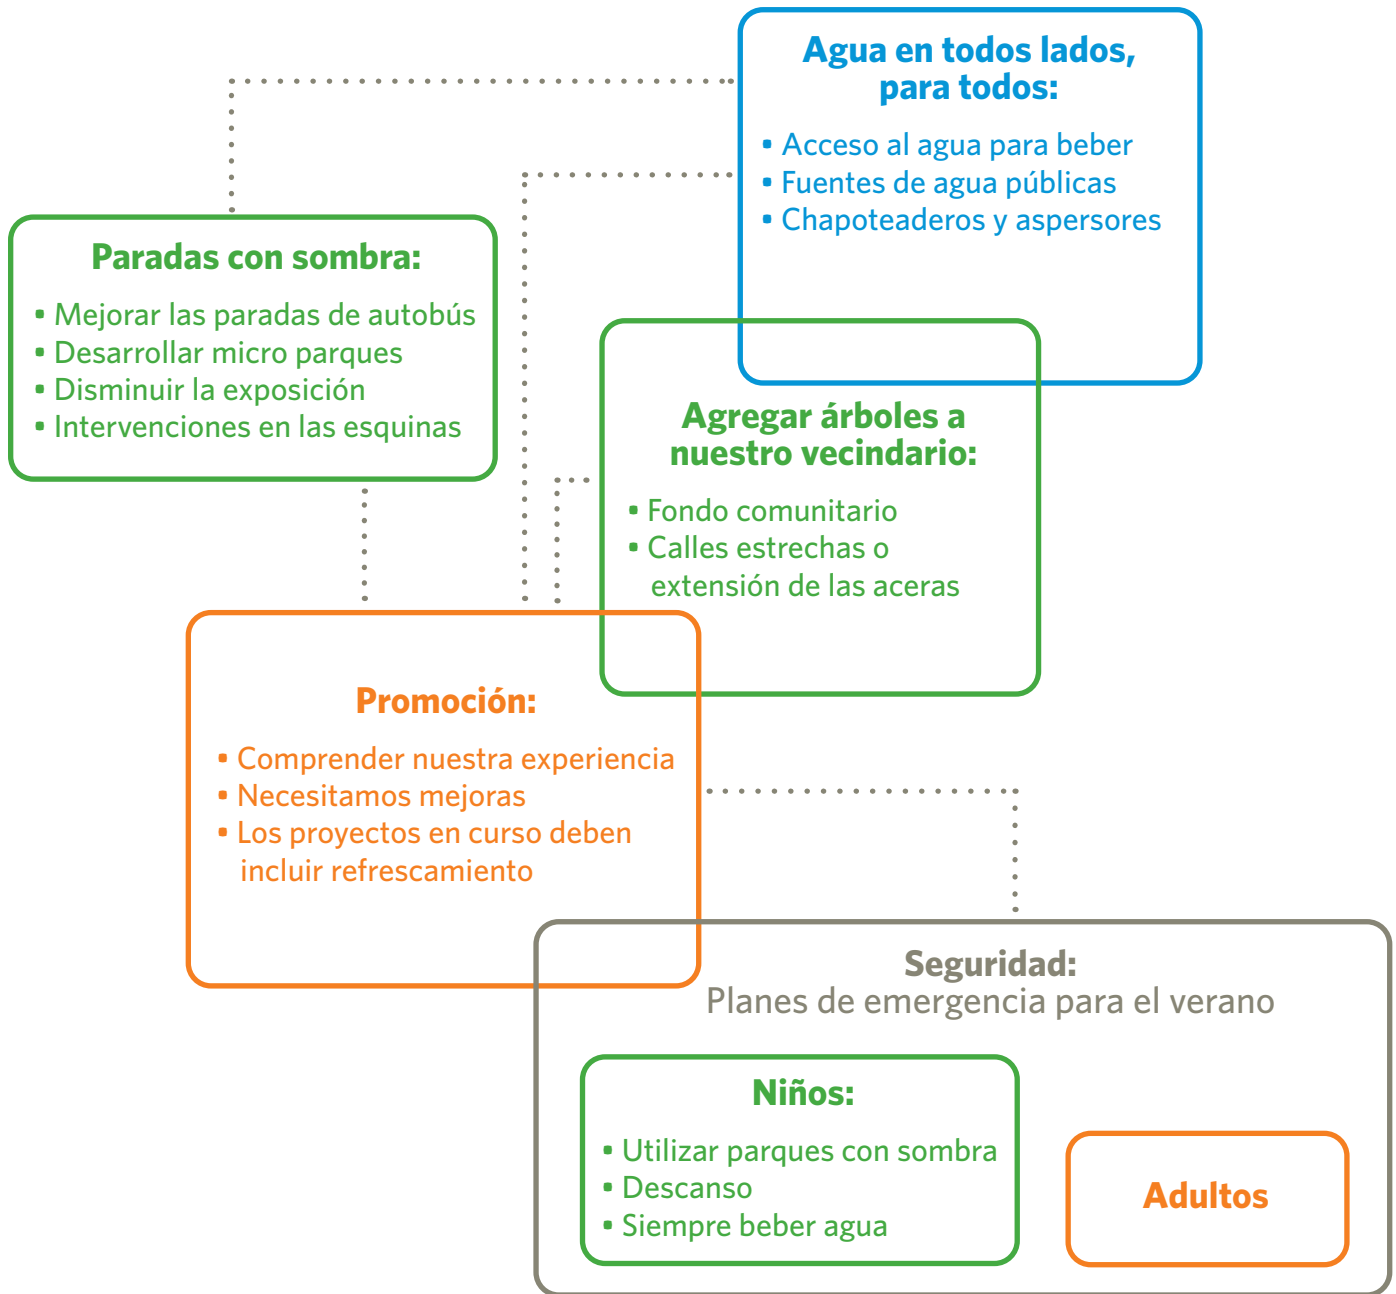 Agua en todos lados,
para todos:
• Acceso al agua para beber
• Fuentes de agua públicas
• Chapoteaderos y aspersores
Paradas con sombra:
• Mejorar las paradas de autobús
• Desarrollar micro parques
• Disminuir la exposición
• Intervenciones en las esquinas
Agregar árboles a
nuestro vecindario:
• Fondo comunitario
• Calles estrechas o
extensión de las aceras
Promoción:
• Comprender nuestra experiencia
• Necesitamos mejoras
• Los proyectos en curso deben
incluir refrescamiento
Seguridad:
Planes de emergencia para el verano
Niños:
• Utilizar parques con sombra
• Descanso
• Siempre beber agua
Adultos